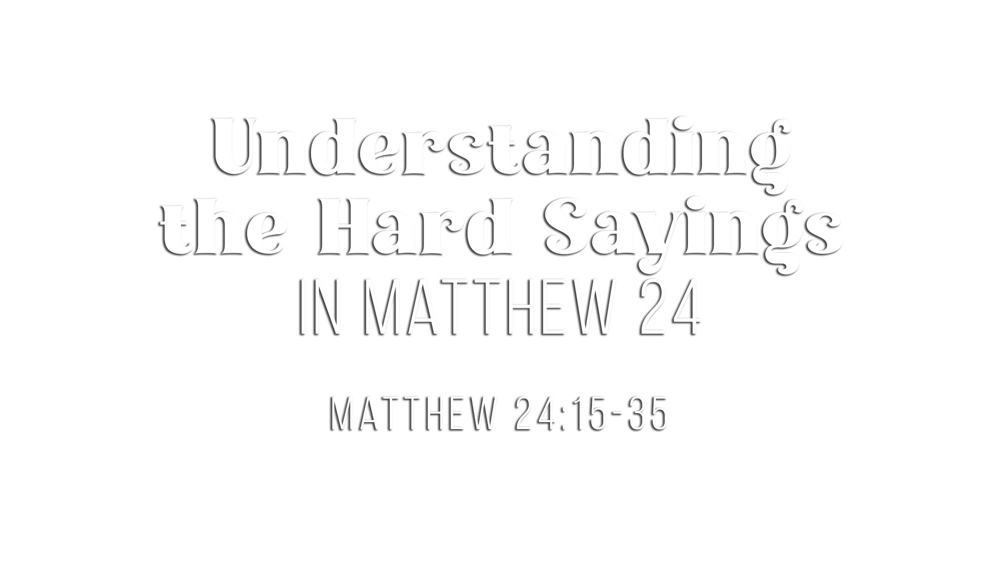 Understanding
the Hard Sayings
IN MATTHEW 24
MATTHEW 24:15-35